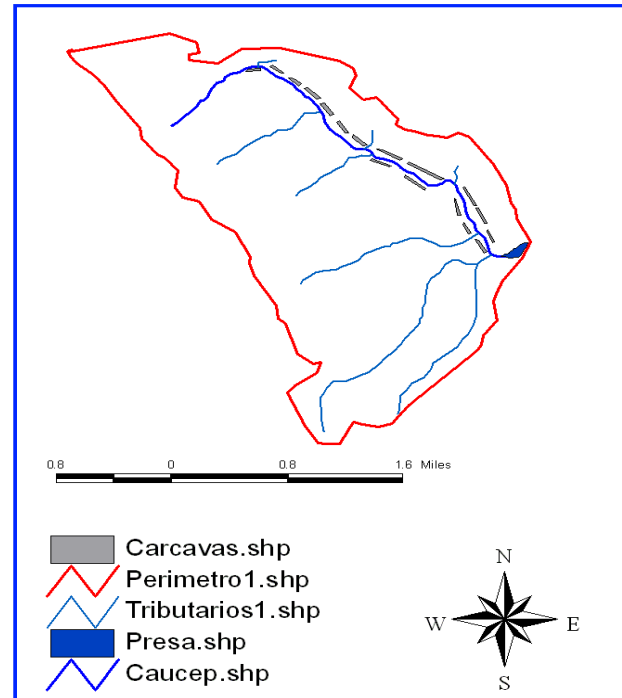 0.8 0 0.8 1.6 Miles
Carcavas.shp
Perimetro1.shp
Tributarios1.shp
Presa.shp
Caucep.shp
N
W E
S